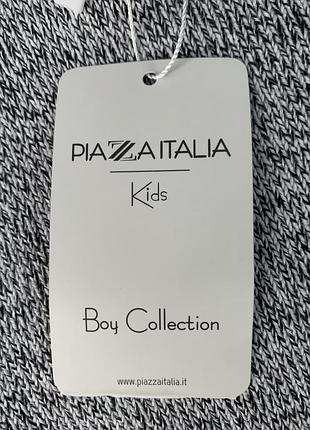 PIAZZA ITALIA
Kids
Boy Collection
www.piazzaitalia.it